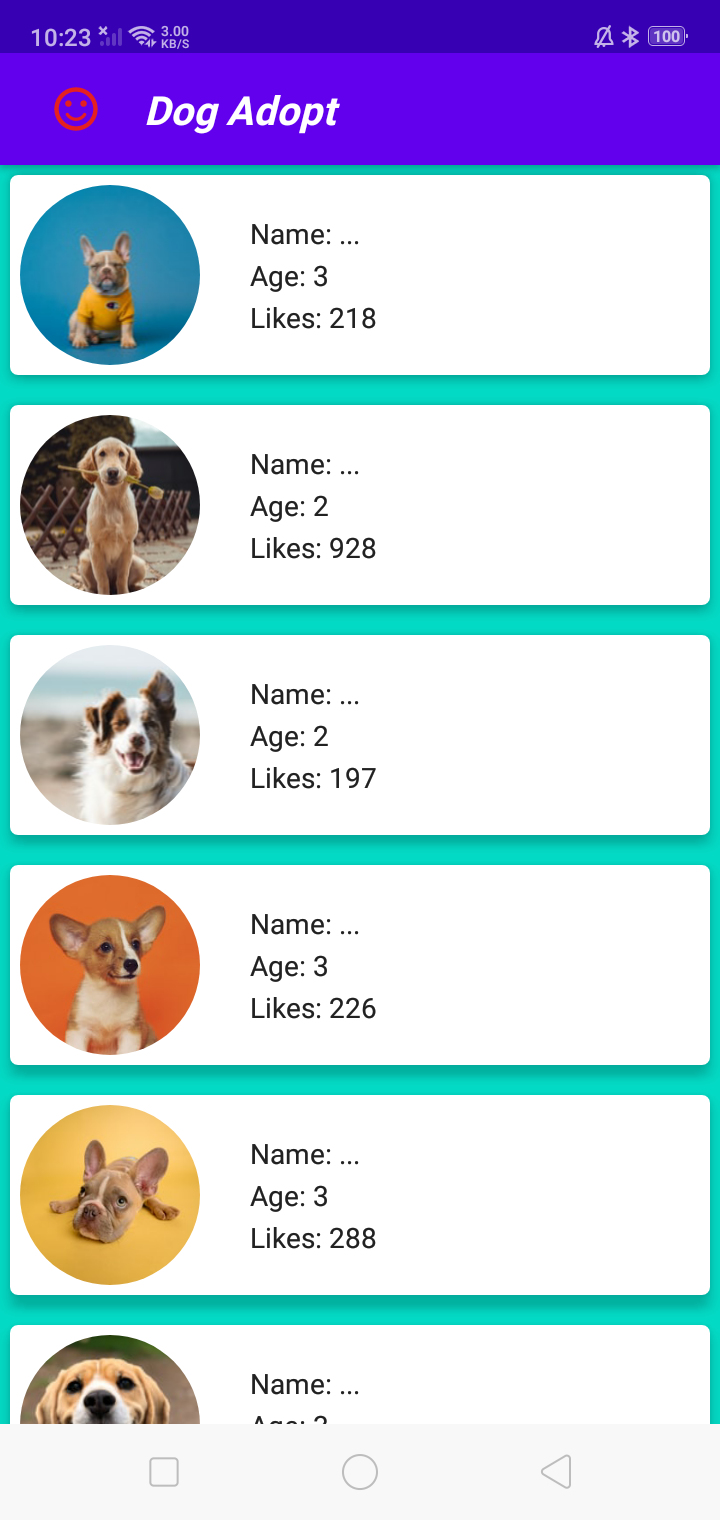 10:23 3.00 KB/S 100
Dog Adopt
Name: ...
Age: 3
Likes: 218
Name: ...
Age: 2
Likes: 928
Name: ...
Age: 2
Likes: 197
Name: ...
Age: 3
Likes: 226
Name: ...
Age: 3
Likes: 288
Name: ...
Age: